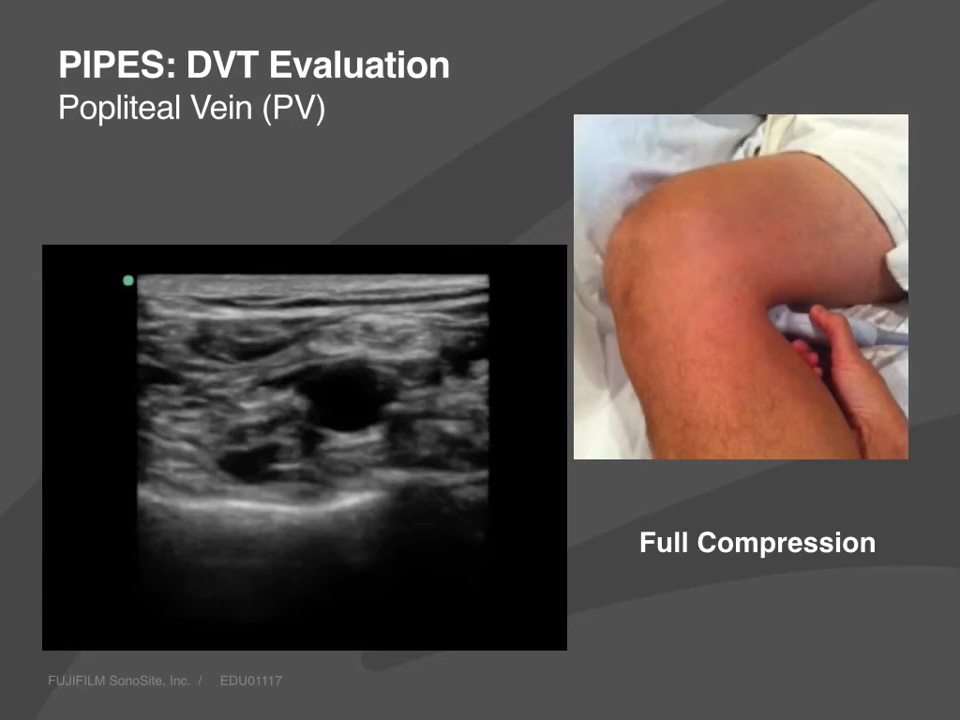 PIPES: DVT Evaluation
Popliteal Vein (PV)
Full Compression
FUJIFILM SonoSite, Inc. / EDU01117